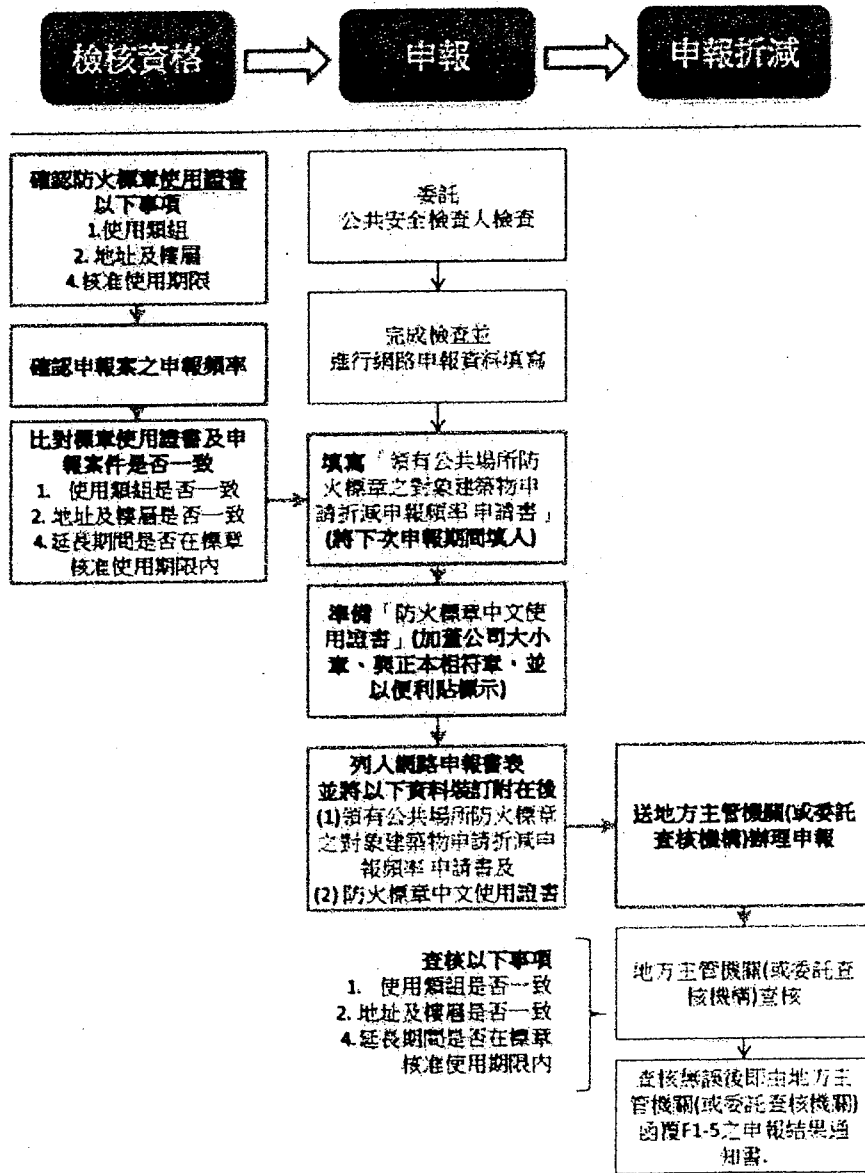 檢核資格
申報
申報折減
確認防火標章使用證書
以下事項
1.使用類組
2. 地址及樓層
4.核准使用期限
確認申報案之申報頻率
比對標章使用證書及申
報案件是否一致
1. 使用類組是否一致
2. 地址及樓層是否一致
4.延長期間是否在標章
核准使用期限內
委託
公共安全檢查人檢查
完成檢查並
進行網路申報資料填寫
填寫「領有公共場所防
火標章之對象建築物申
請折減申報頻率 申請書」
(將下次申報期間填入)
準備「防火標章中文使
用證書」(加蓋公司大小
章、與正本相符章,並
以便利貼標示)
列入網路申報書表
並將以下資料裝訂附在後
(1)領有公共場所防火標章
之對象建築物申請折減申
報頻率 申請書及
(2) 防火標章中文使用證書
送地方主管機關(或委託
查核機構)辦理申報
地方主管機關(或委託查
核機構)查核
查核以下事項
1. 使用類組是否一致
2. 地址及樓層是否一致
4.延長期間是否在標章
核准使用期限內
查核無誤後即由地方主
管機關(或委託查核機關)
函覆F1-5之申報結果通
知書.